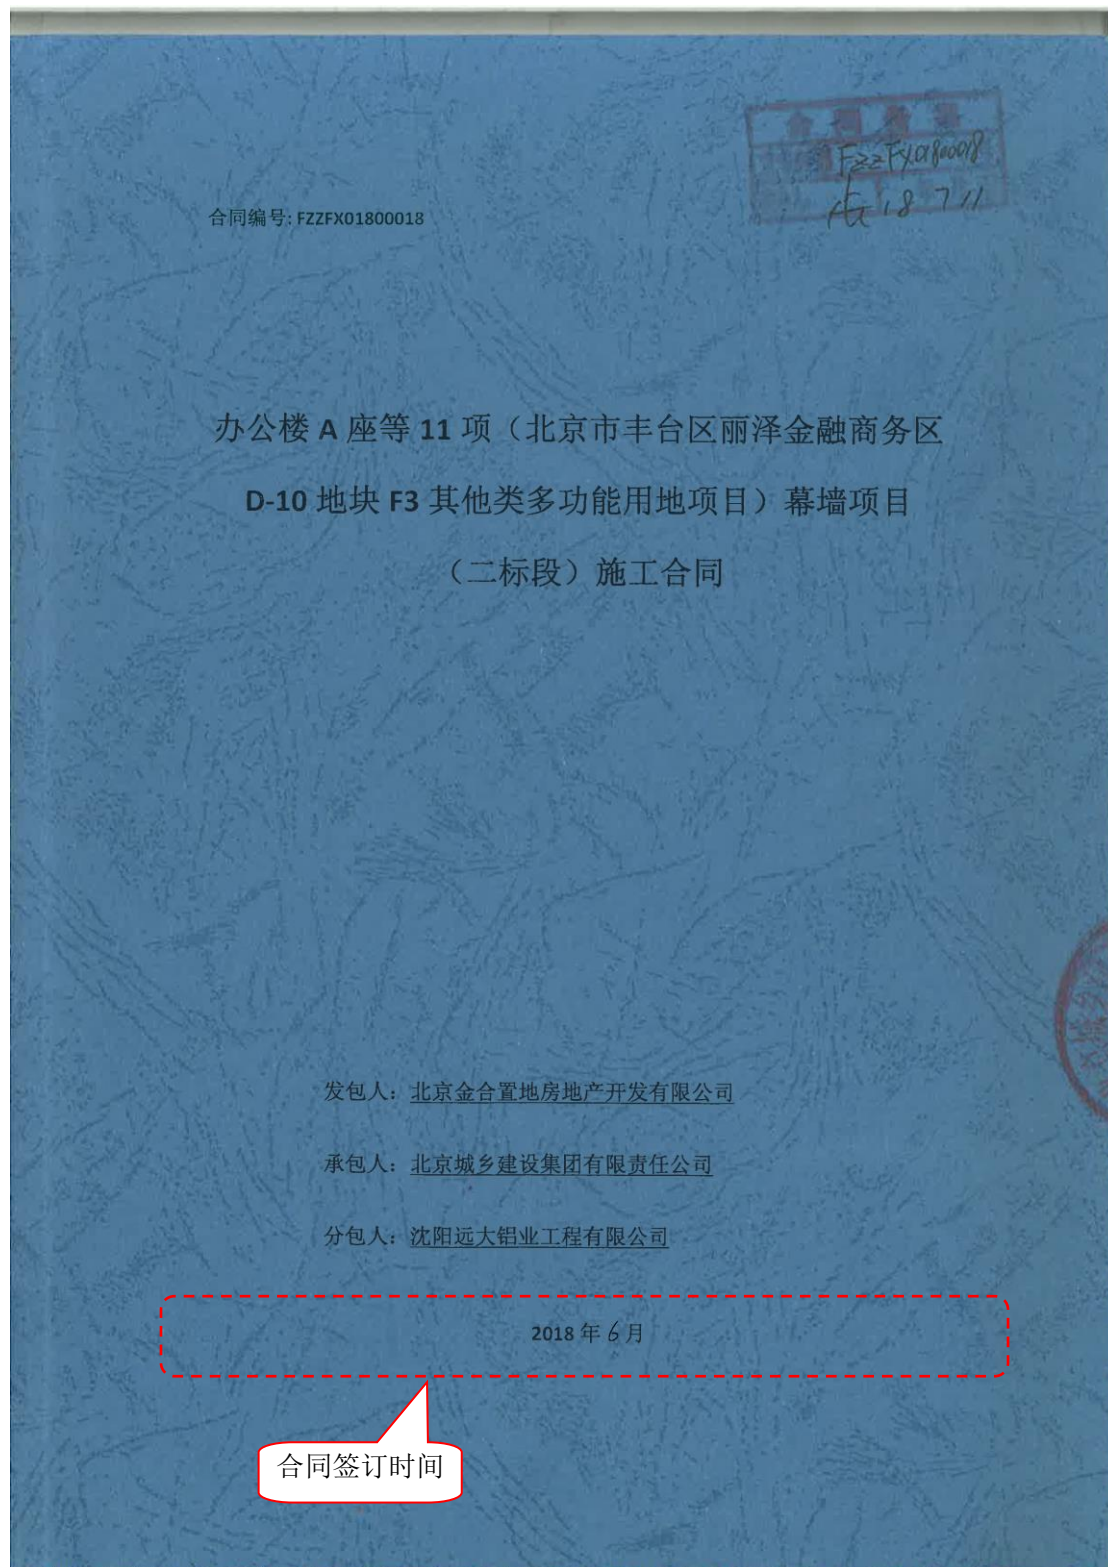 FZZFX01800018
18 7 11
合同编号: FZZFX01800018
办公楼 A 座等 11 项（北京市丰台区丽泽金融商务区
D-10 地块 F3 其他类多功能用地项目）幕墙项目
（二标段）施工合同
发包人：北京金合置地房地产开发有限公司
承包人：北京城乡建设集团有限责任公司
分包人：沈阳远大铝业工程有限公司
2018 年 6 月
合同签订时间